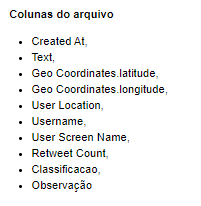 Colunas do arquivo
• Created At,
• Text,
• Geo Coordinates.latitude,
• Geo Coordinates.longitude,
• User Location,
• Username,
• User Screen Name,
• Retweet Count,
• Classificacao,
• Observação